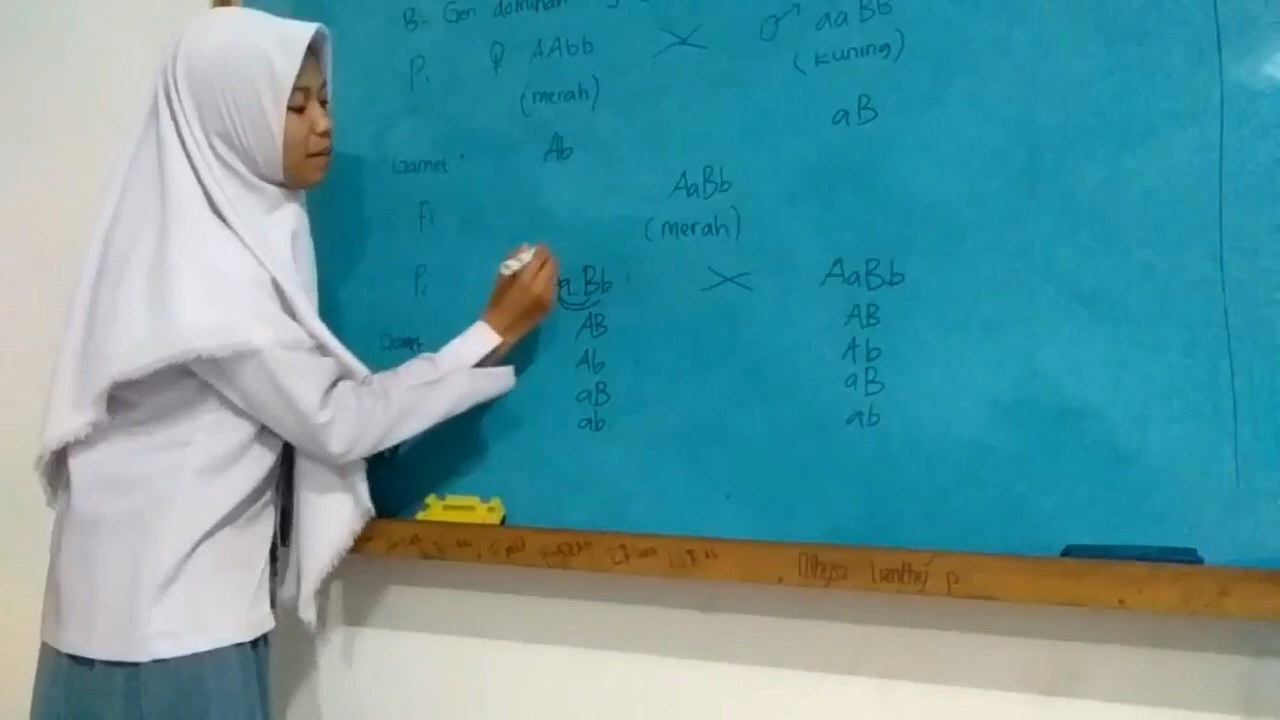 B = Gen dominan
P1 ♀ AAbb × ♂ aaBb
(merah) (kuning)
Gamet Ab aB
F1 AaBb
(merah)
P2 aBb × AaBb
Gamet AB AB
Ab Ab
aB aB
ab ab